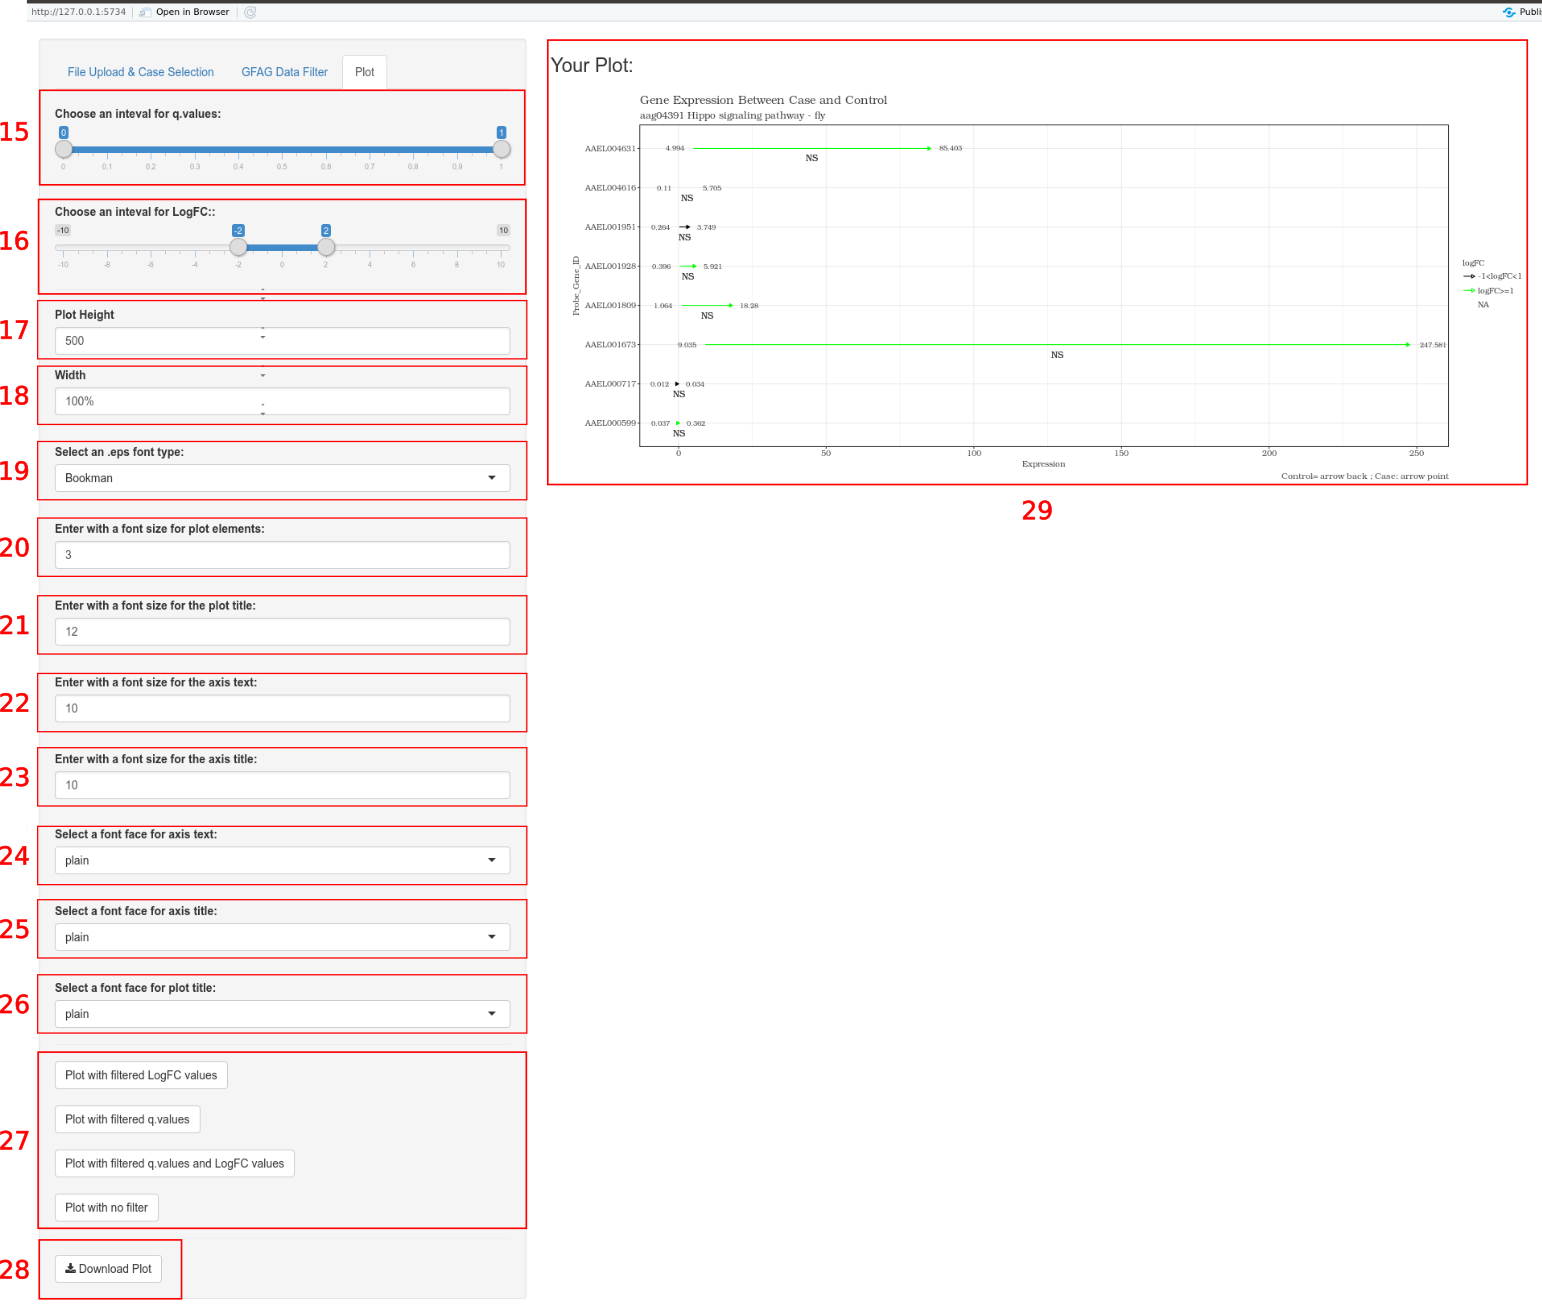 http://127.0.0.1:5734 Open in Browser Publi
File Upload & Case Selection GFAG Data Filter Plot
15
Choose an inteval for q.values:
0 1
0 0.1 0.2 0.3 0.4 0.5 0.6 0.7 0.8 0.9 1
16
Choose an inteval for LogFC::
-10 -2 2 10
-10 -8 -6 -4 -2 0 2 4 6 8 10
17
Plot Height
500
18
Width
100%
19
Select an .eps font type:
Bookman
20
Enter with a font size for plot elements:
3
21
Enter with a font size for the plot title:
12
22
Enter with a font size for the axis text:
10
23
Enter with a font size for the axis title:
10
24
Select a font face for axis text:
plain
25
Select a font face for axis title:
plain
26
Select a font face for plot title:
plain
27
Plot with filtered LogFC values
Plot with filtered q.values
Plot with filtered q.values and LogFC values
Plot with no filter
28
Download Plot
Your Plot:
Gene Expression Between Case and Control
aag04391 Hippo signaling pathway - fly
Probe_Gene_ID
AAEL004631 4.994 85.403
NS
AAEL004616 0.11 5.705
NS
AAEL001951 0.264 3.749
NS
AAEL001928 0.396 5.921
NS
AAEL001809 1.064 18.28
NS
AAEL001673 9.035 247.581
NS
AAEL000717 0.012 0.034
NS
AAEL000599 0.037 0.362
NS
0 50 100 150 200 250
Expression
Control= arrow back ; Case: arrow point
logFC
-1<logFC<1
logFC>=1
NA
29